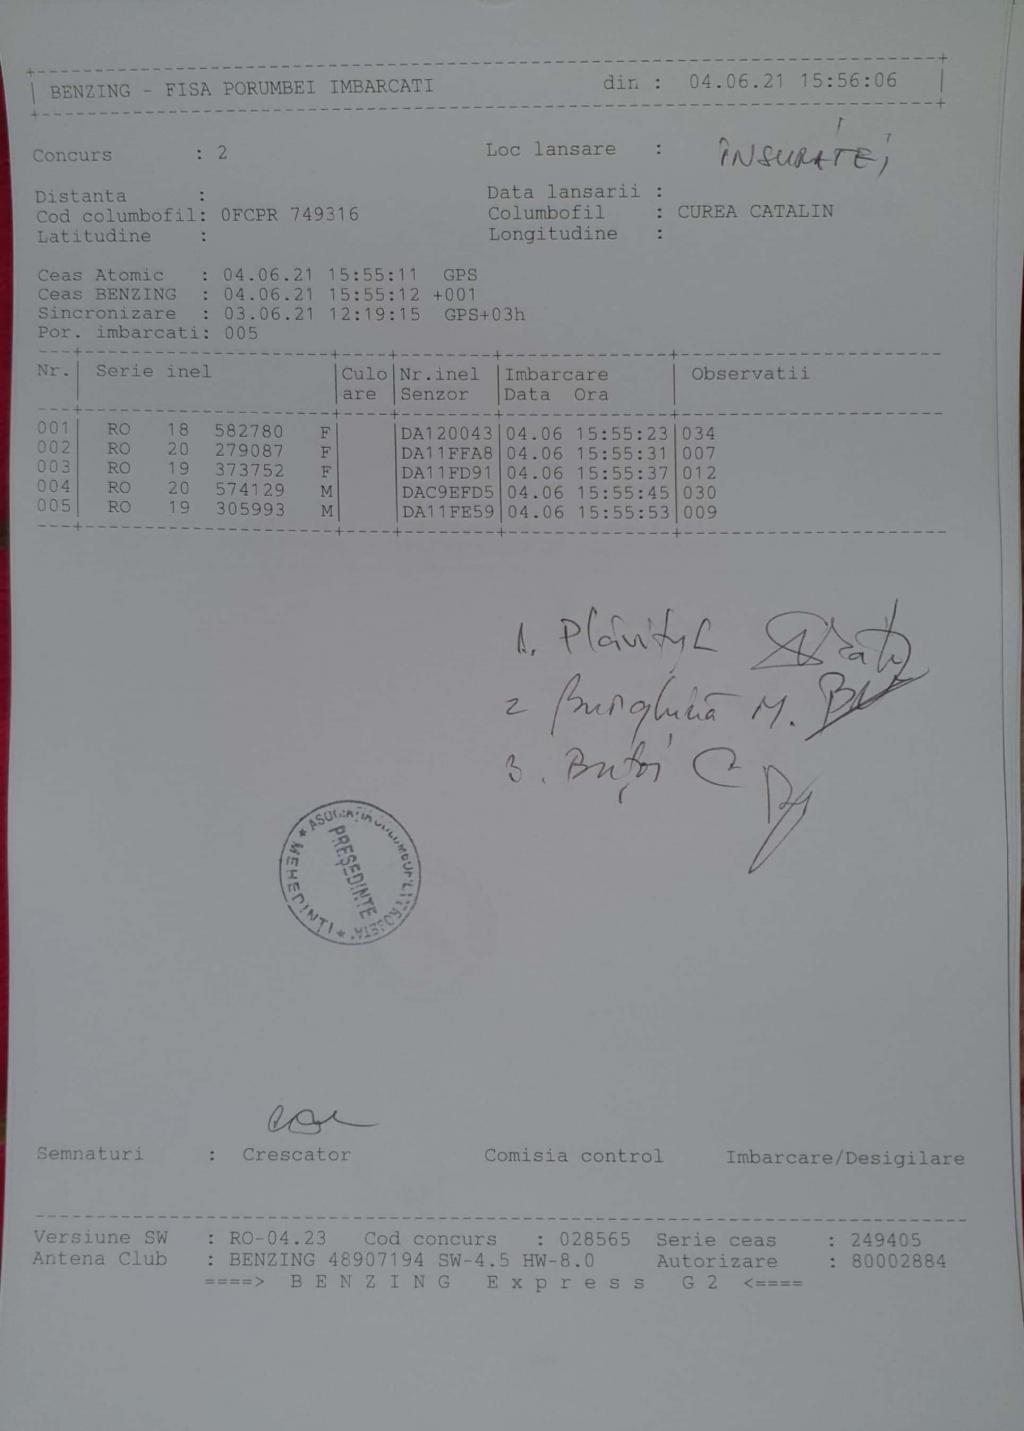 BENZING - FISA PORUMBEI IMBARCATI din : 04.06.21 15:56:06
Concurs : 2 Loc lansare : ÎNSURĂȚEI
Distanta : Data lansarii :
Cod columbofil: 0FCPR 749316 Columbofil : CUREA CATALIN
Latitudine : Longitudine :
Ceas Atomic : 04.06.21 15:55:11 GPS
Ceas BENZING : 04.06.21 15:55:12 +001
Sincronizare : 03.06.21 12:19:15 GPS+03h
Por. imbarcati: 005
Nr. Serie inel Culo Nr.inel Imbarcare Observatii
are Senzor Data Ora
001 RO 18 582780 F DA120043 04.06 15:55:23 034
002 RO 20 279087 F DA11FFA8 04.06 15:55:31 007
003 RO 19 373752 F DA11FD91 04.06 15:55:37 012
004 RO 20 574129 M DAC9EFD5 04.06 15:55:45 030
005 RO 19 305993 M DA11FE59 04.06 15:55:53 009
1.
2 M.
3. C
* ASOCIAȚIA
PREȘEDINTE
MEHEDINȚI *
Semnaturi : Crescator Comisia control Imbarcare/Desigilare
Versiune SW : RO-04.23 Cod concurs : 028565 Serie ceas : 249405
Antena Club : BENZING 48907194 SW-4.5 HW-8.0 Autorizare : 80002884
====> B E N Z I N G E x p r e s s G 2 <====